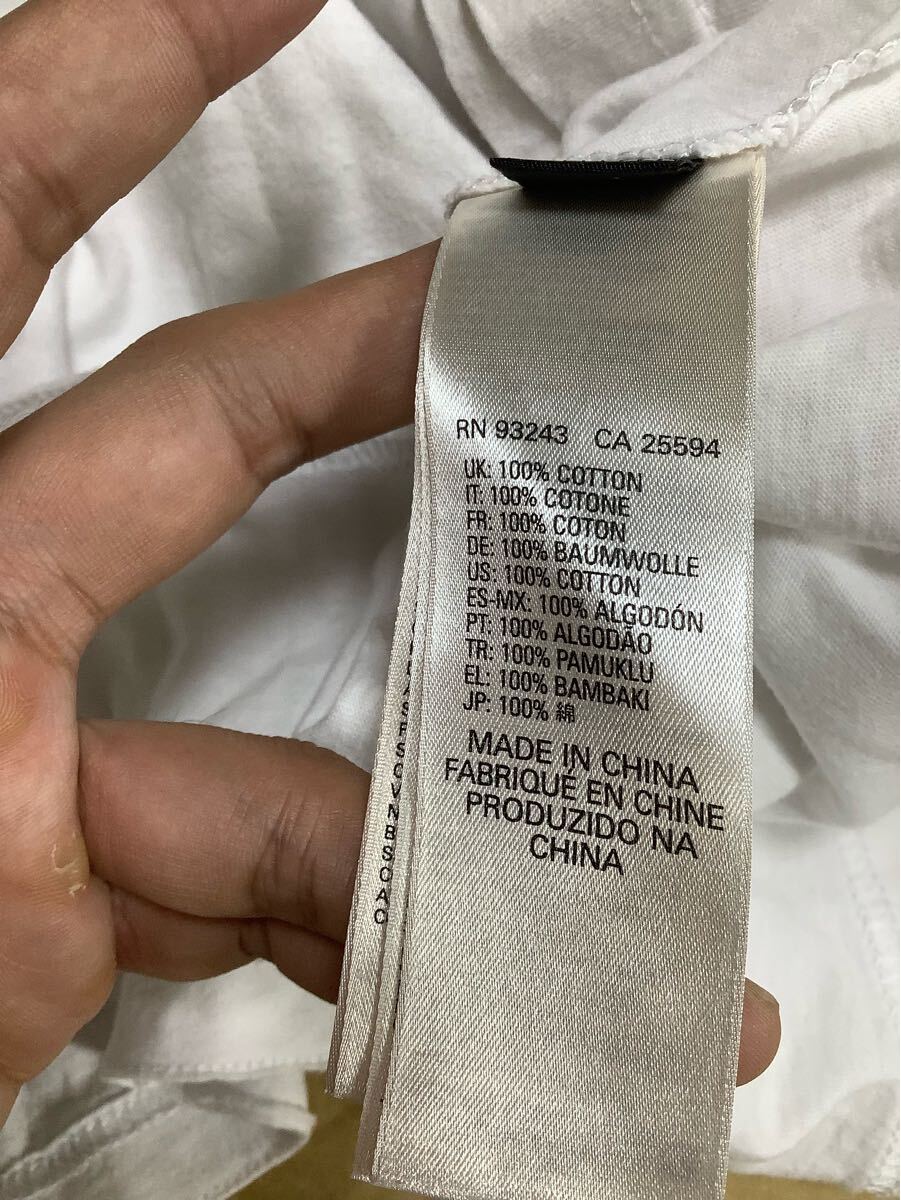 RN 93243 CA 25594
UK: 100% COTTON
IT: 100% COTONE
FR: 100% COTON
DE: 100% BAUMWOLLE
US: 100% COTTON
ES-MX: 100% ALGODÓN
PT: 100% ALGODÃO
TR: 100% PAMUKLU
EL: 100% BAMBAKI
JP: 100% 綿
MADE IN CHINA
FABRIQUÉ EN CHINE
PRODUZIDO NA
CHINA